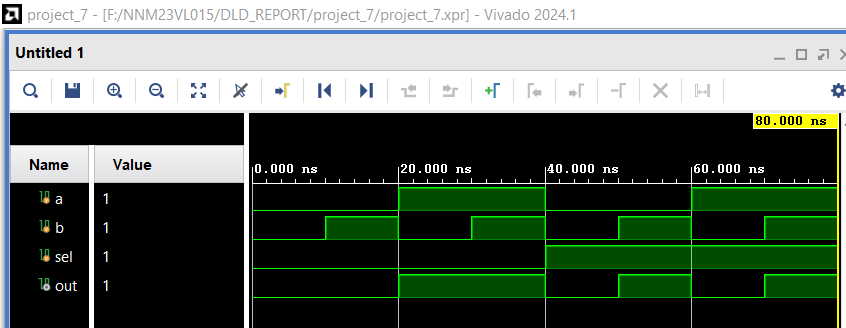 project_7 - [F:/NNM23VL015/DLD_REPORT/project_7/project_7.xpr] - Vivado 2024.1
Untitled 1
80.000 ns
Name Value
0.000 ns 20.000 ns 40.000 ns 60.000 ns
a 1
b 1
sel 1
out 1